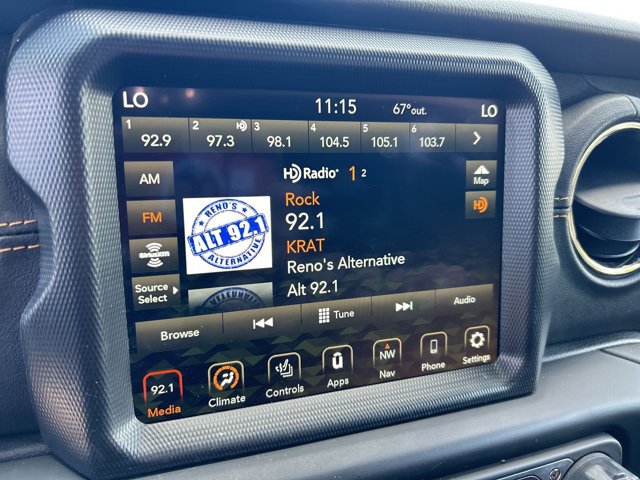 LO 11:15 67°out. LO
1 92.9 2 97.3 HD 3 98.1 4 104.5 5 105.1 6 103.7
AM
HD Radio 1 2
Map
FM
HD
RENO'S
ALT 92.1
ALTERNATIVE
Rock
92.1
KRAT
Reno's Alternative
Alt 92.1
SiriusXM
Source
Select
Browse Tune Audio
92.1 NW
Media Climate Controls Apps Nav Phone Settings